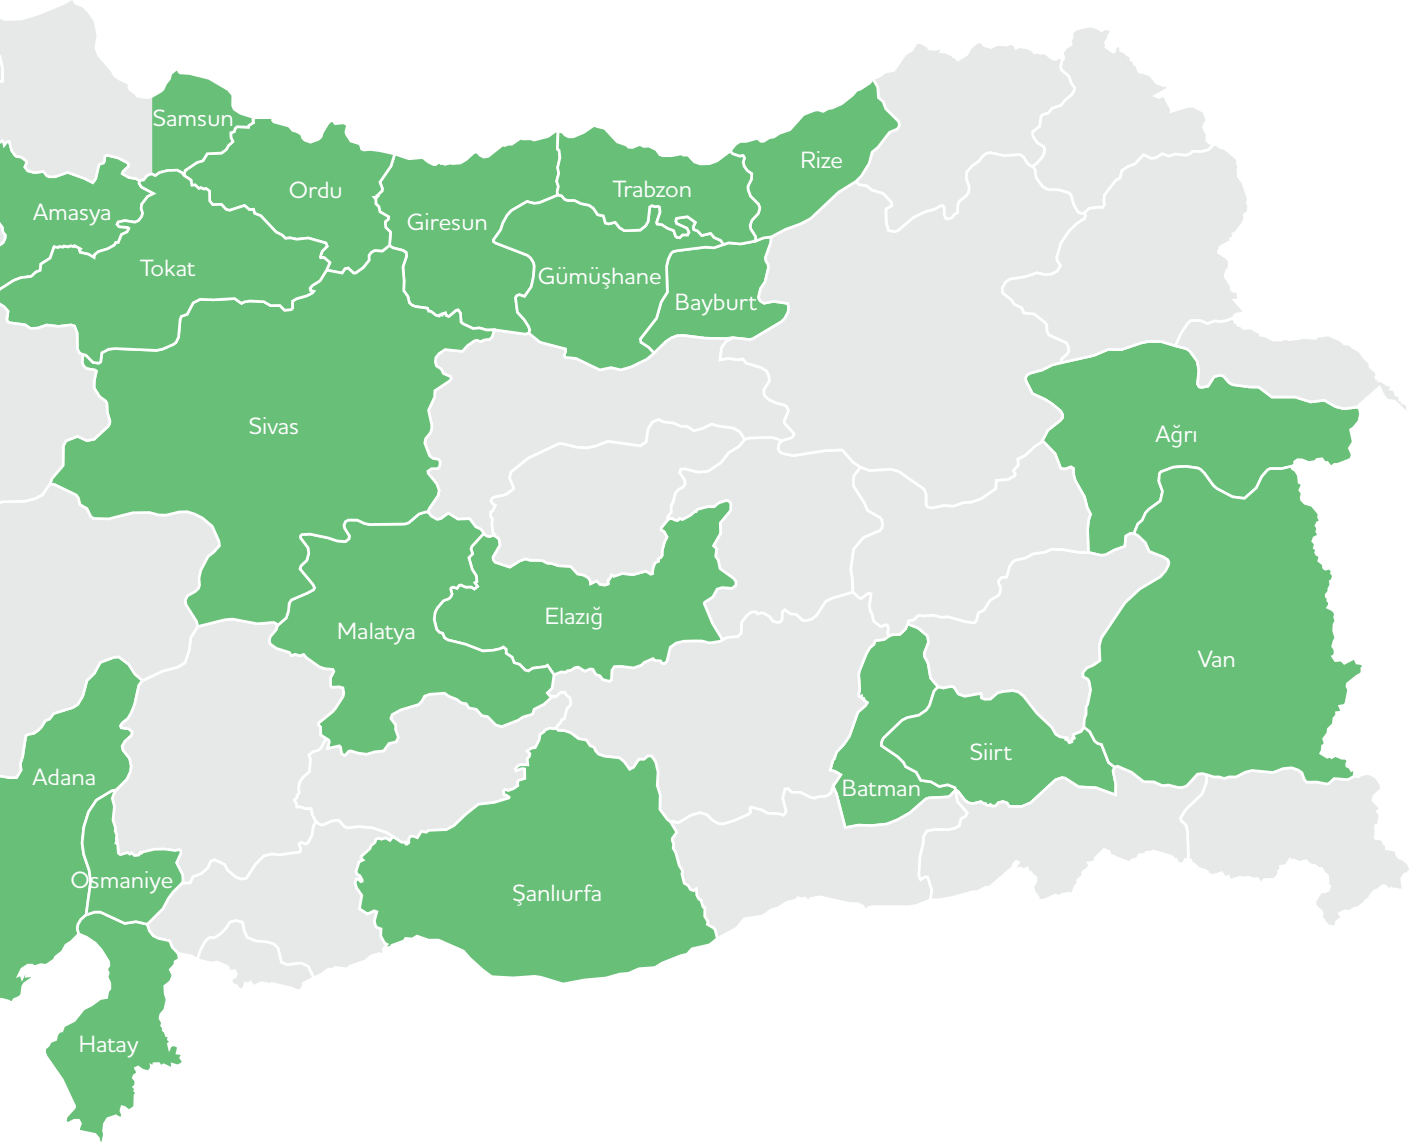 Samsun
Rize
Ordu
Trabzon
Amasya
Giresun
Tokat
Gümüşhane
Bayburt
Sivas
Ağrı
Elazığ
Malatya
Van
Siirt
Adana
Batman
Osmaniye
Şanlıurfa
Hatay